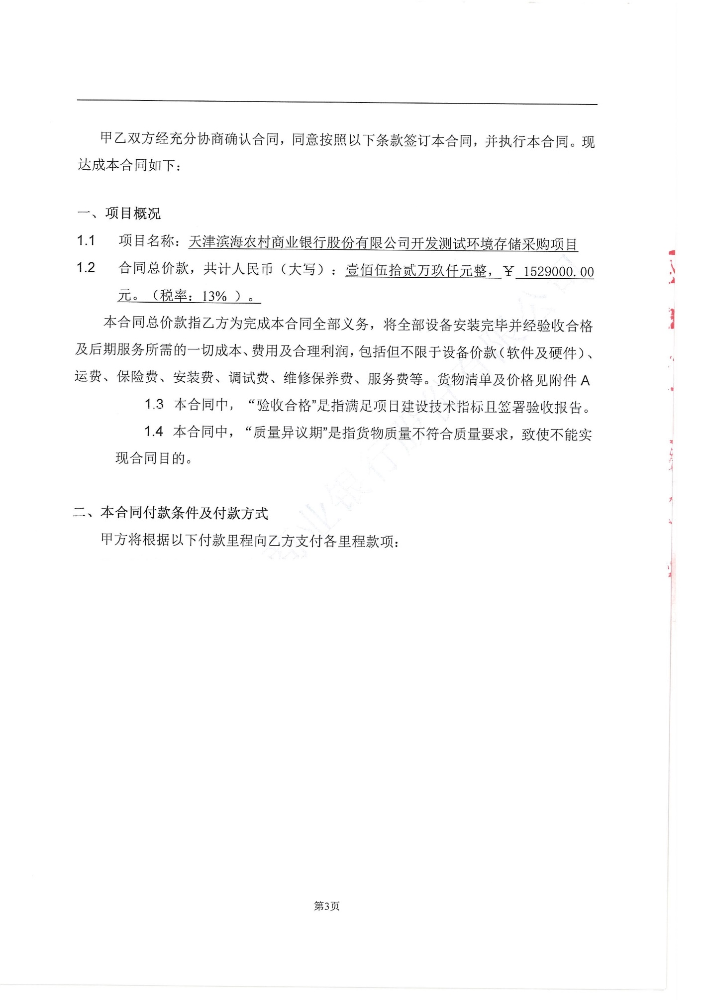 甲乙双方经充分协商确认合同，同意按照以下条款签订本合同，并执行本合同。现
达成本合同如下：
一、项目概况
1.1 项目名称：天津滨海农村商业银行股份有限公司开发测试环境存储采购项目
1.2 合同总价款，共计人民币（大写）：壹佰伍拾贰万玖仟元整，￥ 1529000.00
元。（税率：13% ）。
本合同总价款指乙方为完成本合同全部义务，将全部设备安装完毕并经验收合格
及后期服务所需的一切成本、费用及合理利润，包括但不限于设备价款（软件及硬件）、
运费、保险费、安装费、调试费、维修保养费、服务费等。货物清单及价格见附件 A
1.3 本合同中，“验收合格”是指满足项目建设技术指标且签署验收报告。
1.4 本合同中，“质量异议期”是指货物质量不符合质量要求，致使不能实
现合同目的。
二、本合同付款条件及付款方式
甲方将根据以下付款里程向乙方支付各里程款项：
商业银行股份有限公司
第3页